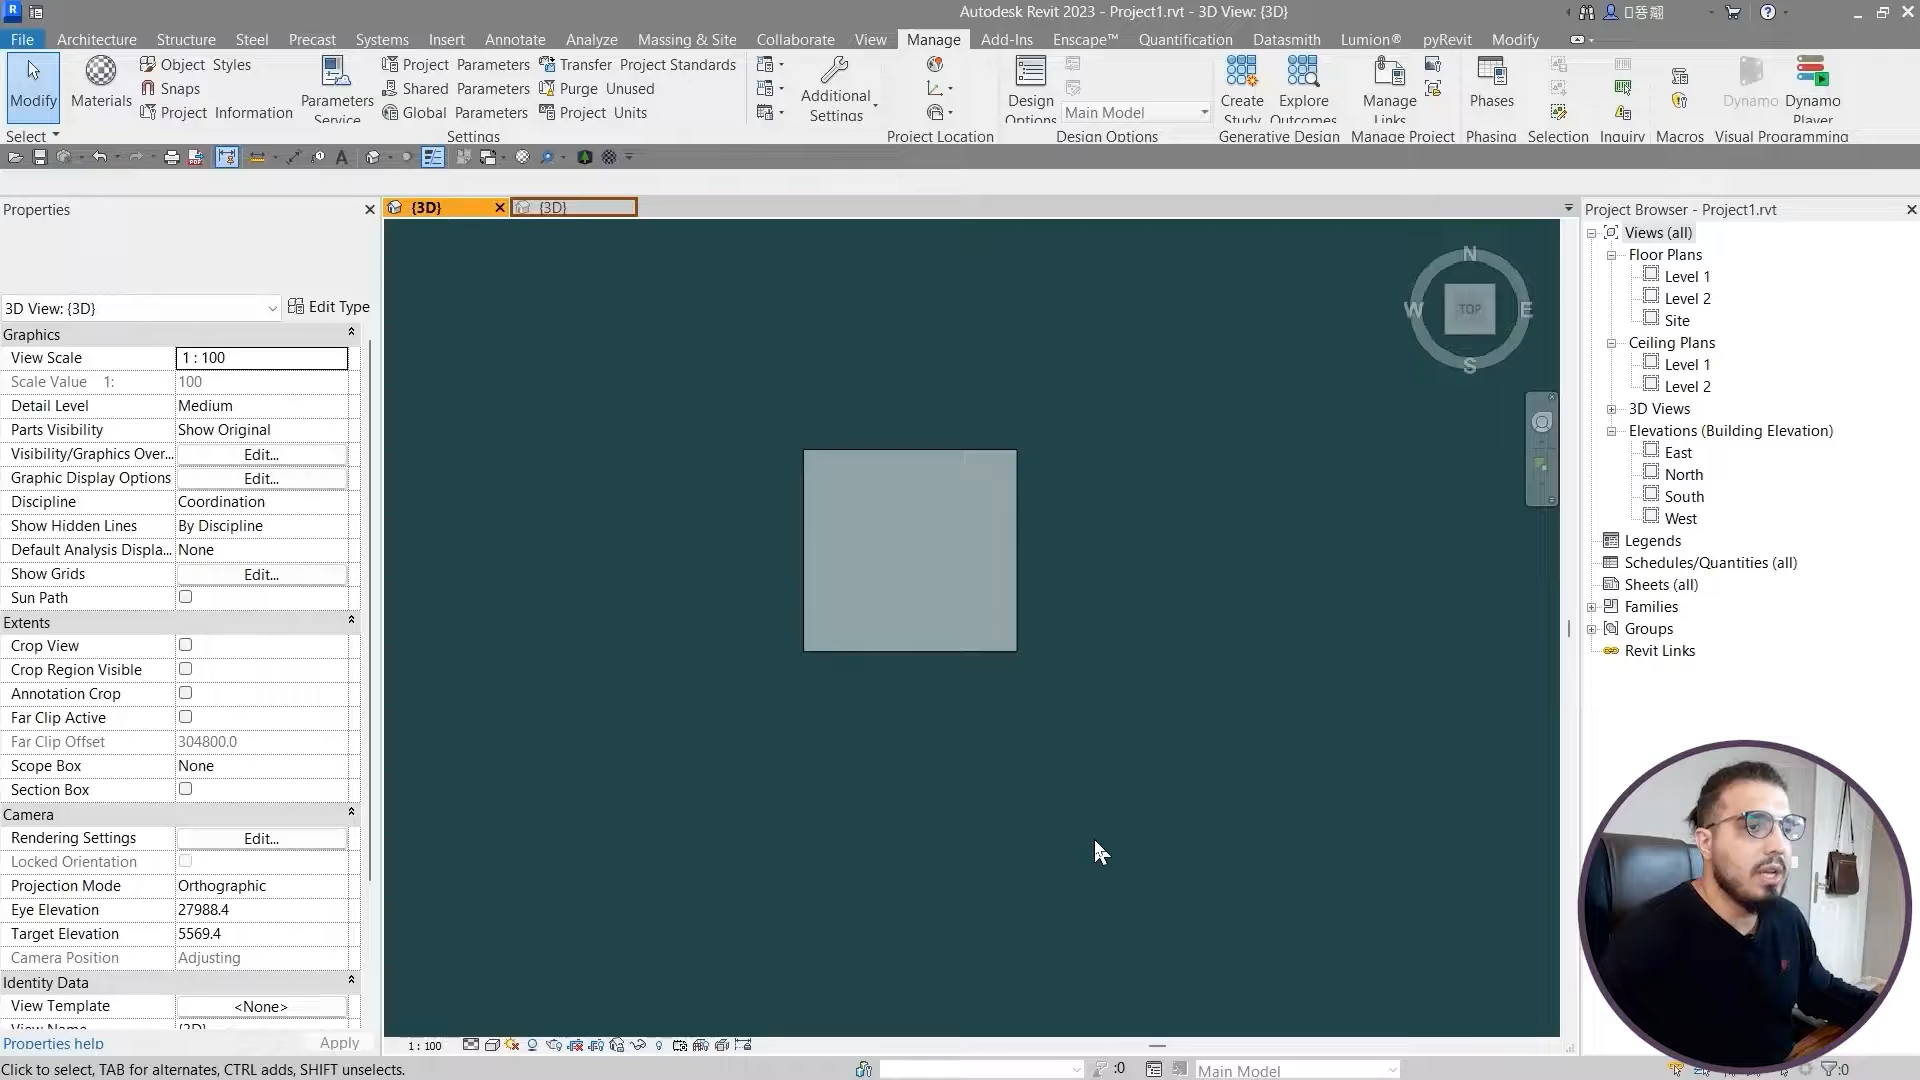 Autodesk Revit 2023 - Project1.rvt - 3D View: {3D}
File Architecture Structure Steel Precast Systems Insert Annotate Analyze Massing & Site Collaborate View Manage Add-Ins Enscape™ Quantification Datasmith Lumion® pyRevit Modify
Modify
Materials
Object Styles
Snaps
Project Information
Parameters
Service
Project Parameters
Shared Parameters
Global Parameters
Transfer Project Standards
Purge Unused
Project Units
Additional
Settings
Design
Options
Main Model
Create
Study
Explore
Outcomes
Manage
Links
Phases
Dynamo
Dynamo
Player
Select Settings Project Location Design Options Generative Design Manage Project Phasing Selection Inquiry Macros Visual Programming
Properties
{3D}
{3D}
Project Browser - Project1.rvt
3D View: {3D}
Edit Type
Graphics
View Scale 1 : 100
Scale Value 1: 100
Detail Level Medium
Parts Visibility Show Original
Visibility/Graphics Over... Edit...
Graphic Display Options Edit...
Discipline Coordination
Show Hidden Lines By Discipline
Default Analysis Displa... None
Show Grids Edit...
Sun Path
Extents
Crop View
Crop Region Visible
Annotation Crop
Far Clip Active
Far Clip Offset 304800.0
Scope Box None
Section Box
Camera
Rendering Settings Edit...
Locked Orientation
Projection Mode Orthographic
Eye Elevation 27988.4
Target Elevation 5569.4
Camera Position Adjusting
Identity Data
View Template <None>
View Name {3D}
Properties help
Apply
N
W
TOP
E
S
Views (all)
Floor Plans
Level 1
Level 2
Site
Ceiling Plans
Level 1
Level 2
3D Views
Elevations (Building Elevation)
East
North
South
West
Legends
Schedules/Quantities (all)
Sheets (all)
Families
Groups
Revit Links
1 : 100
Click to select, TAB for alternates, CTRL adds, SHIFT unselects.
:0
Main Model
:0